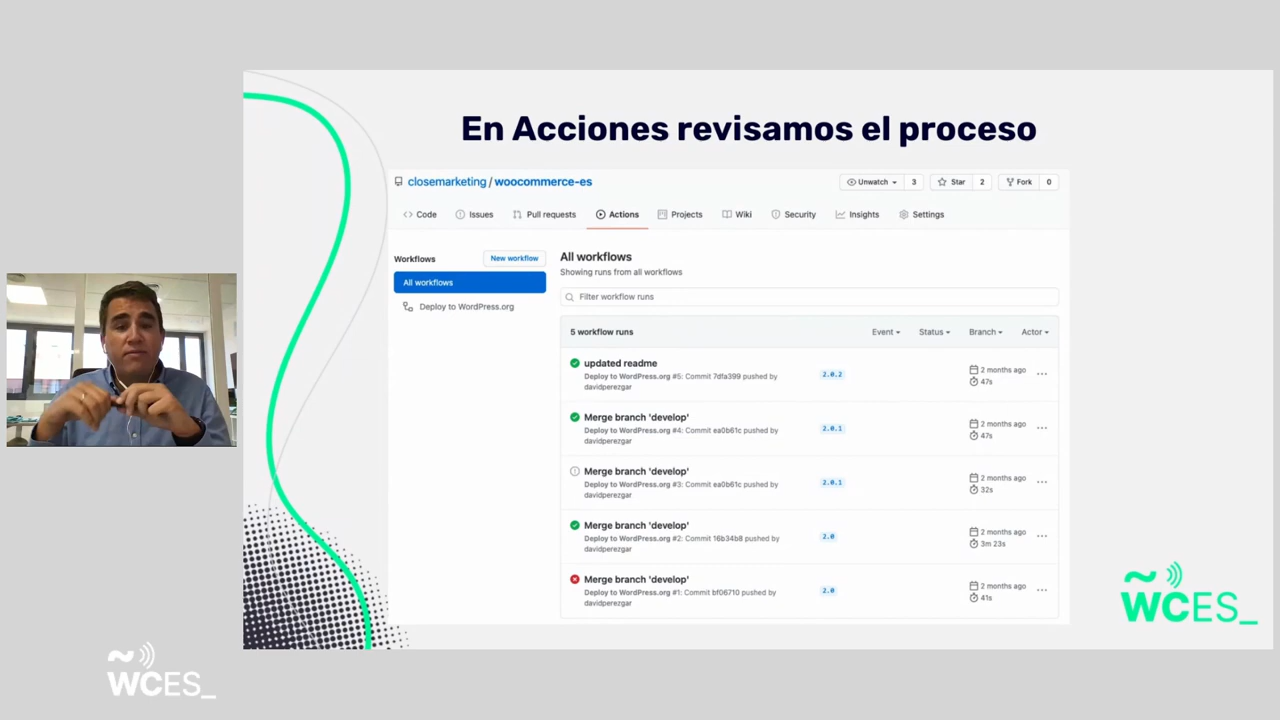 En Acciones revisamos el proceso
closemarketing / woocommerce-es
Unwatch 3
Star 2
Fork 0
Code
Issues
Pull requests
Actions
Projects
Wiki
Security
Insights
Settings
Workflows
New workflow
All workflows
Deploy to WordPress.org
All workflows
Showing runs from all workflows
Filter workflow runs
5 workflow runs
Event
Status
Branch
Actor
updated readme
Deploy to WordPress.org #5: Commit 7dfa399 pushed by
davidperezgar
2.0.2
2 months ago
47s
Merge branch 'develop'
Deploy to WordPress.org #4: Commit ea0b61c pushed by
davidperezgar
2.0.1
2 months ago
47s
Merge branch 'develop'
Deploy to WordPress.org #3: Commit ea0b61c pushed by
davidperezgar
2.0.1
2 months ago
32s
Merge branch 'develop'
Deploy to WordPress.org #2: Commit 16b34b8 pushed by
davidperezgar
2.0
2 months ago
3m 23s
Merge branch 'develop'
Deploy to WordPress.org #1: Commit bf06710 pushed by
davidperezgar
2.0
2 months ago
41s
WCES_
WCES_